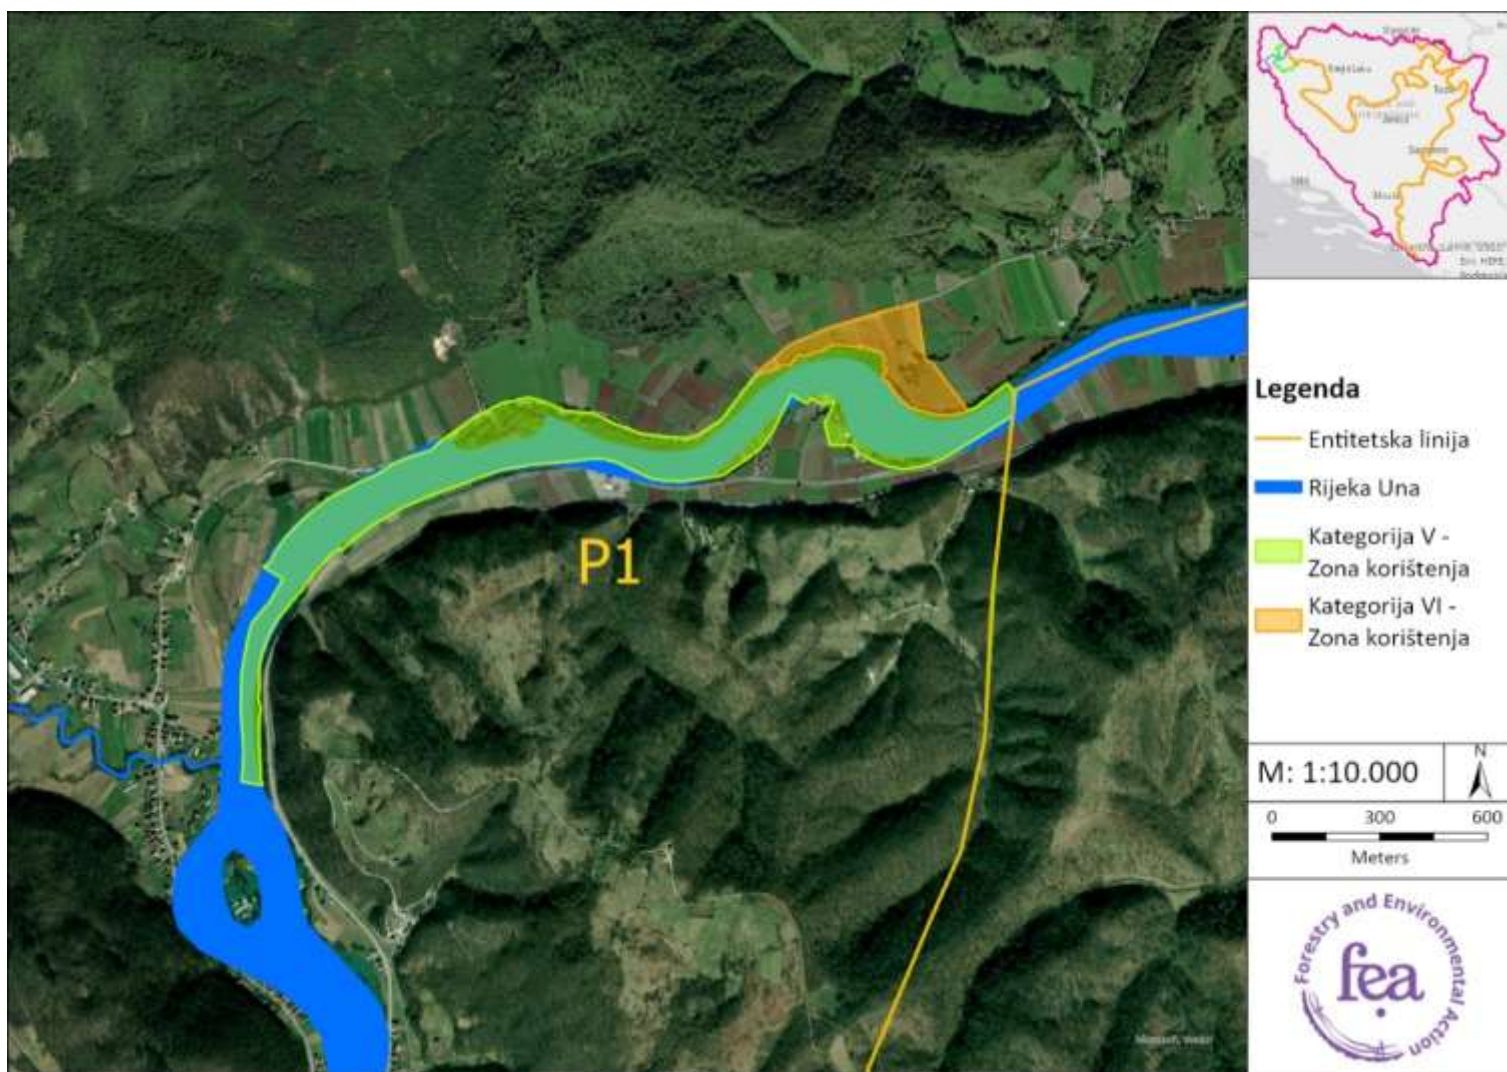 P1
Legenda
Entitetska linija
Rijeka Una
Kategorija V -
Zona korištenja
Kategorija VI -
Zona korištenja
M: 1:10.000
N
0 300 600
Meters
Forestry and Environmental Action
fea